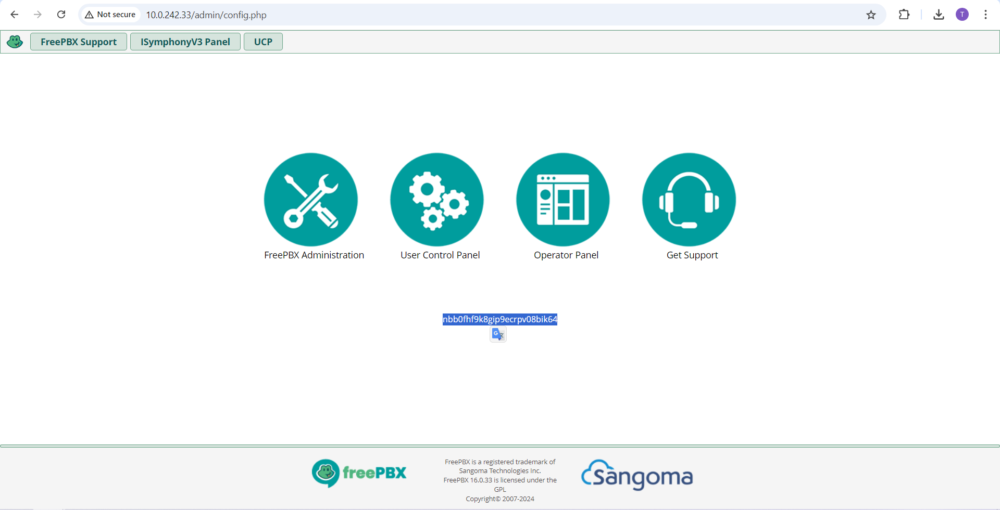 Not secure
10.0.242.33/admin/config.php
T
FreePBX Support
ISymphonyV3 Panel
UCP
FreePBX Administration
User Control Panel
Operator Panel
Get Support
nbb0fhf9k8gip9ecrpv08bik64
G
freePBX
FreePBX is a registered trademark of
Sangoma Technologies Inc.
FreePBX 16.0.33 is licensed under the
GPL
Copyright© 2007-2024
Sangoma